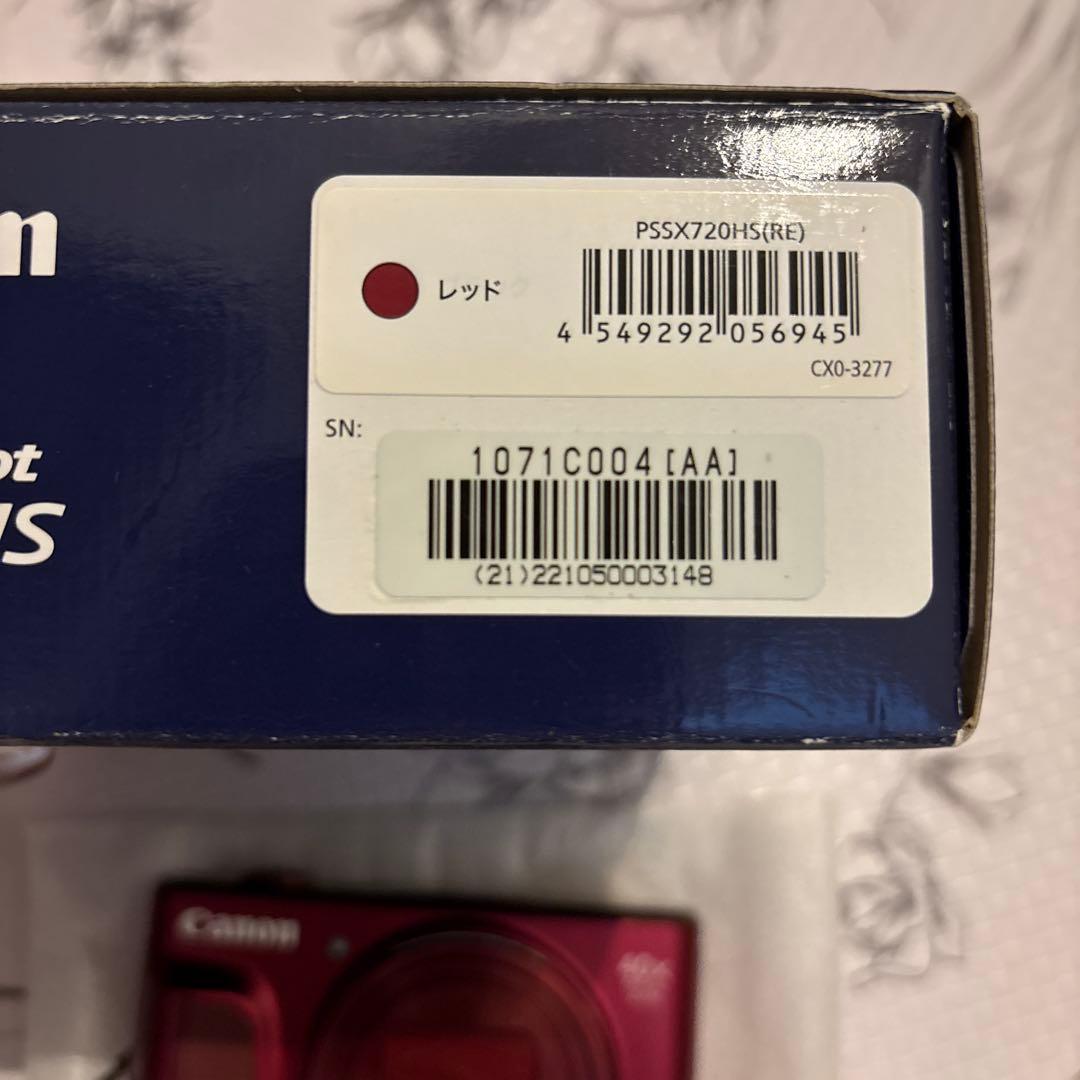 PSSX720HS(RE)
レッド
4 549292 056945
CX0-3277
SN:
1071C004[AA]
(21)221050003148
Canon